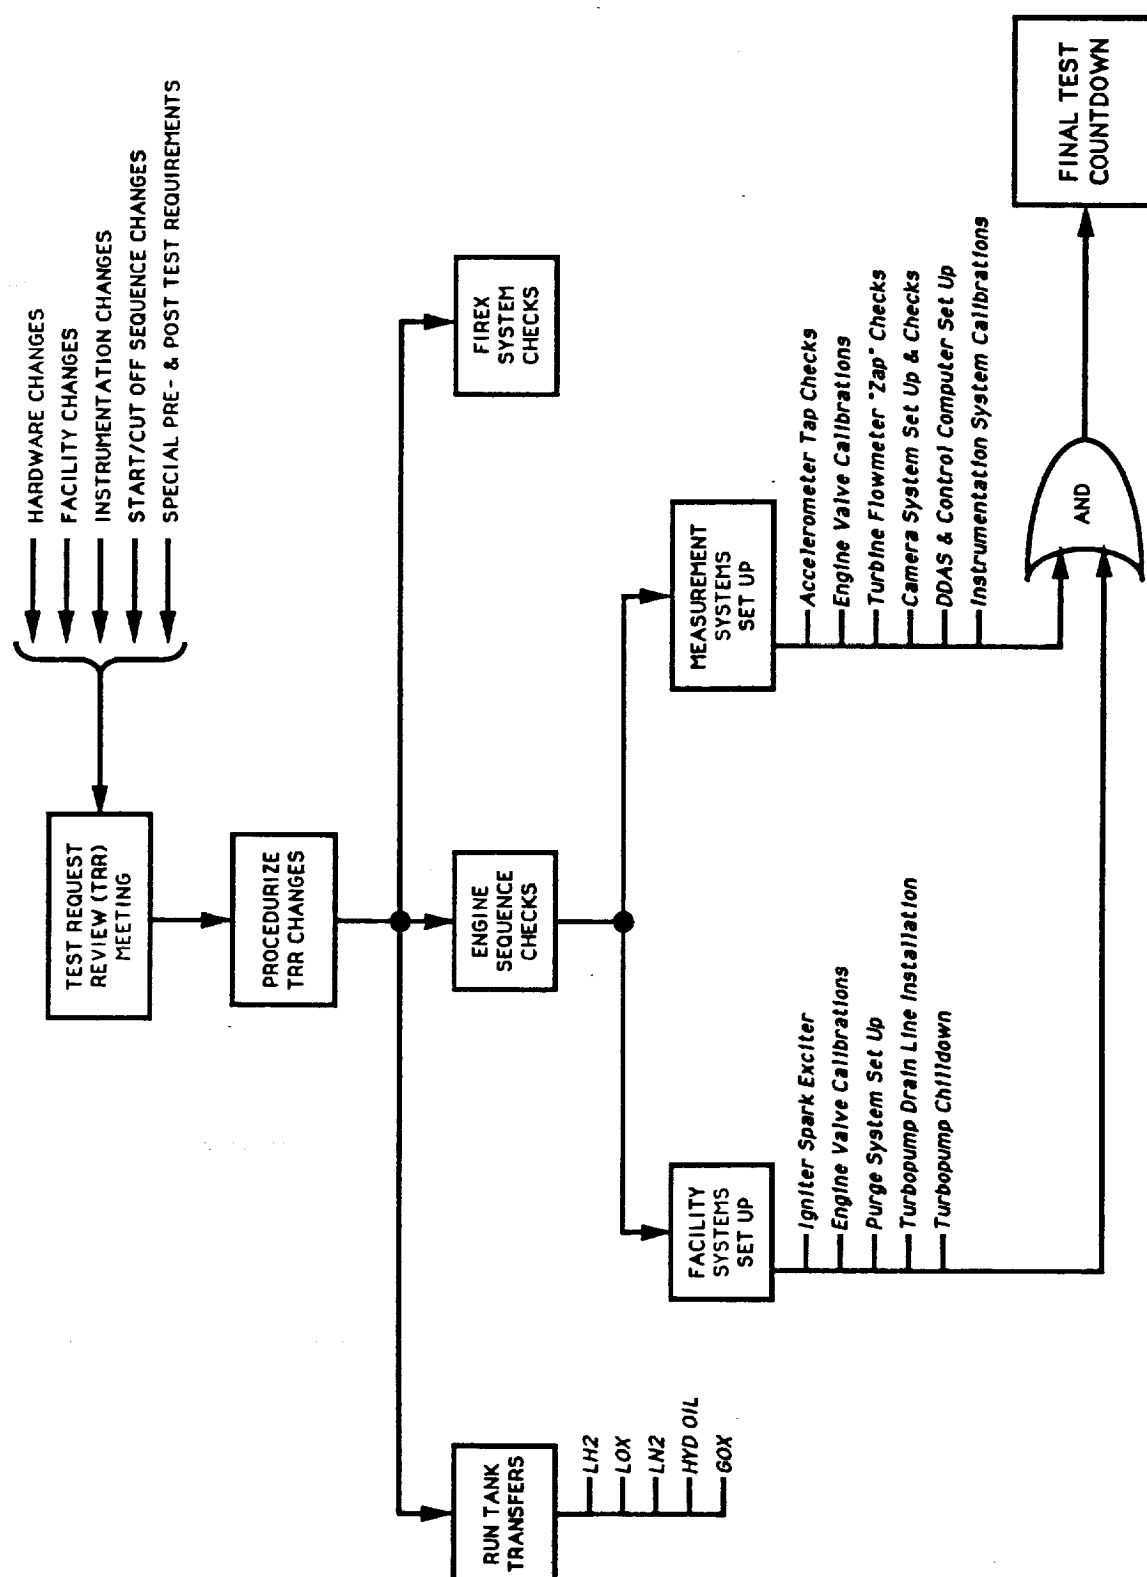 HARDWARE CHANGES
FACILITY CHANGES
INSTRUMENTATION CHANGES
START/CUT OFF SEQUENCE CHANGES
SPECIAL PRE- & POST TEST REQUIREMENTS
TEST REQUEST
REVIEW (TRR)
MEETING
PROCEDURIZE
TRR CHANGES
RUN TANK
TRANSFERS
LH2
LOX
LN2
HYD OIL
GOX
ENGINE
SEQUENCE
CHECKS
FIREX
SYSTEM
CHECKS
FACILITY
SYSTEMS
SET UP
Igniter Spark Exciter
Engine Valve Calibrations
Purge System Set Up
Turbopump Drain Line Installation
Turbopump Chilldown
MEASUREMENT
SYSTEMS
SET UP
Accelerometer Tap Checks
Engine Valve Calibrations
Turbine Flowmeter "Zap" Checks
Camera System Set Up & Checks
DDAS & Control Computer Set Up
Instrumentation System Calibrations
AND
FINAL TEST
COUNTDOWN